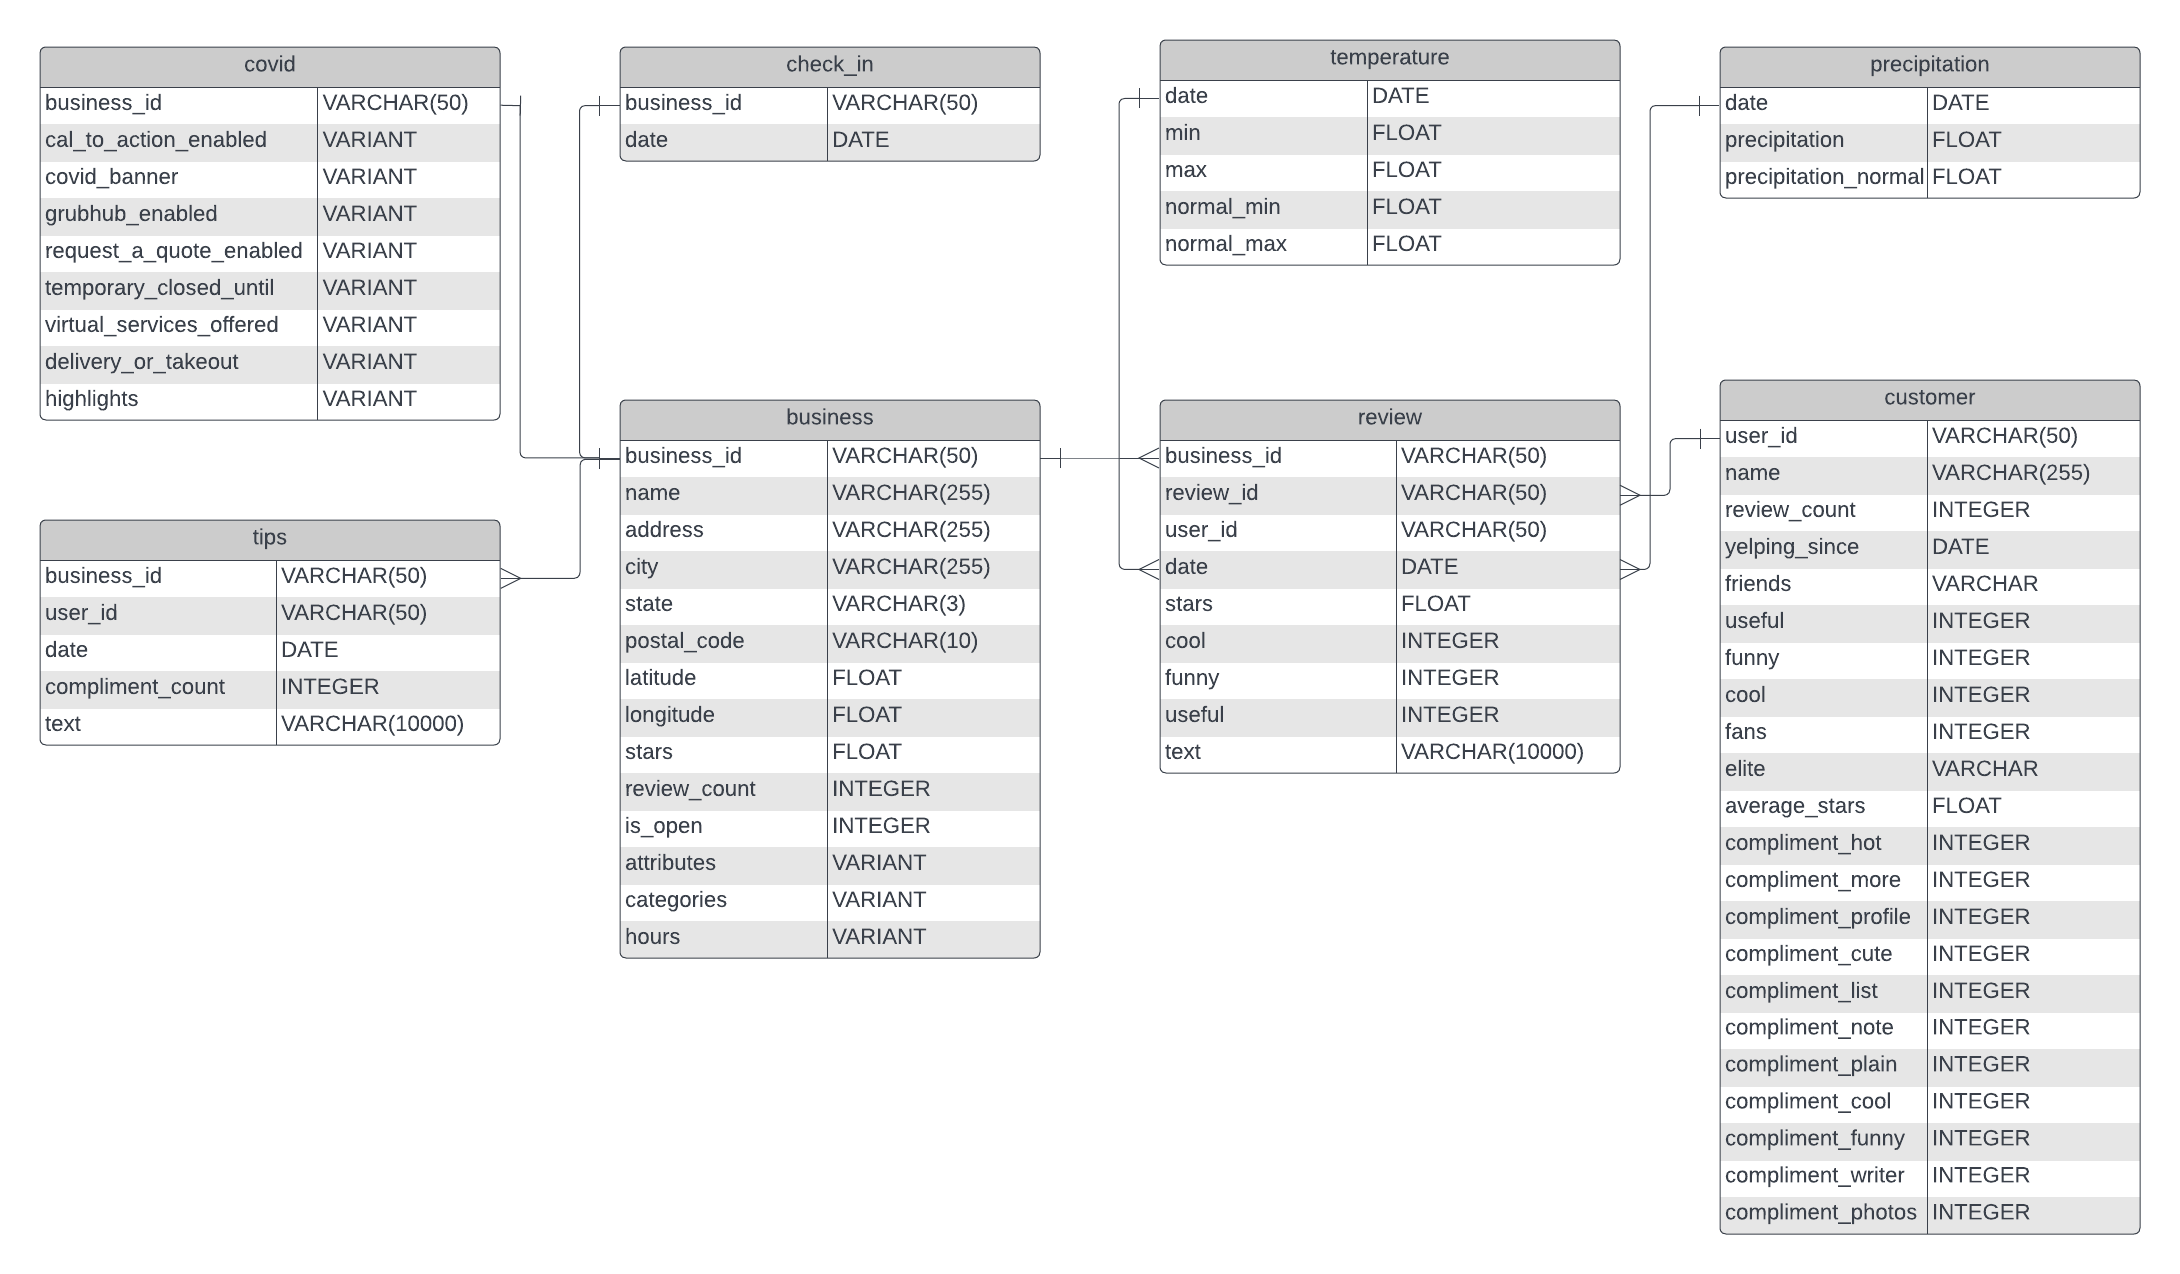 covid
business_id VARCHAR(50)
cal_to_action_enabled VARIANT
covid_banner VARIANT
grubhub_enabled VARIANT
request_a_quote_enabled VARIANT
temporary_closed_until VARIANT
virtual_services_offered VARIANT
delivery_or_takeout VARIANT
highlights VARIANT
check_in
business_id VARCHAR(50)
date DATE
temperature
date DATE
min FLOAT
max FLOAT
normal_min FLOAT
normal_max FLOAT
precipitation
date DATE
precipitation FLOAT
precipitation_normal FLOAT
tips
business_id VARCHAR(50)
user_id VARCHAR(50)
date DATE
compliment_count INTEGER
text VARCHAR(10000)
business
business_id VARCHAR(50)
name VARCHAR(255)
address VARCHAR(255)
city VARCHAR(255)
state VARCHAR(3)
postal_code VARCHAR(10)
latitude FLOAT
longitude FLOAT
stars FLOAT
review_count INTEGER
is_open INTEGER
attributes VARIANT
categories VARIANT
hours VARIANT
review
business_id VARCHAR(50)
review_id VARCHAR(50)
user_id VARCHAR(50)
date DATE
stars FLOAT
cool INTEGER
funny INTEGER
useful INTEGER
text VARCHAR(10000)
customer
user_id VARCHAR(50)
name VARCHAR(255)
review_count INTEGER
yelping_since DATE
friends VARCHAR
useful INTEGER
funny INTEGER
cool INTEGER
fans INTEGER
elite VARCHAR
average_stars FLOAT
compliment_hot INTEGER
compliment_more INTEGER
compliment_profile INTEGER
compliment_cute INTEGER
compliment_list INTEGER
compliment_note INTEGER
compliment_plain INTEGER
compliment_cool INTEGER
compliment_funny INTEGER
compliment_writer INTEGER
compliment_photos INTEGER